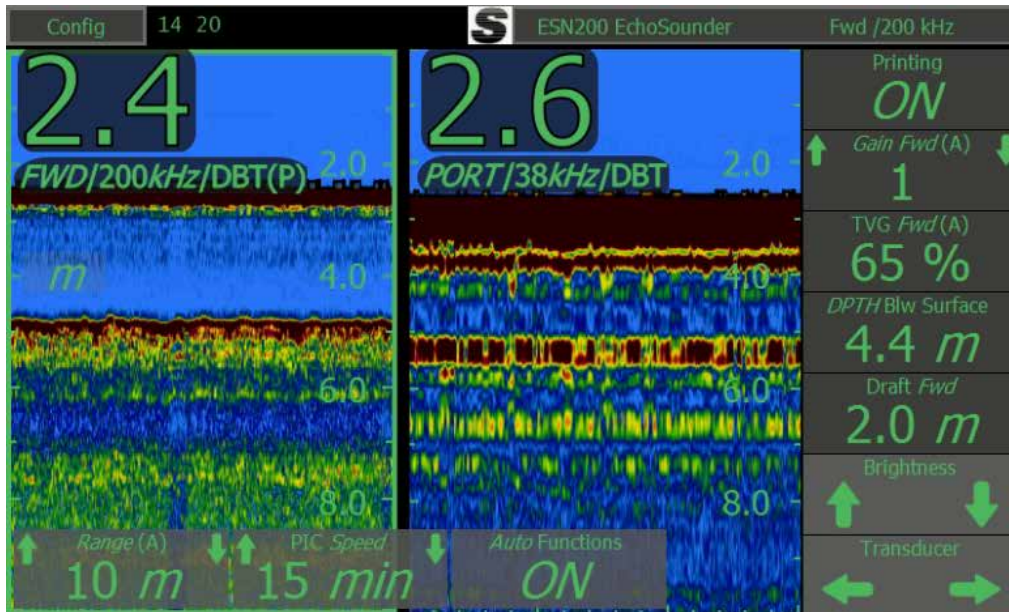 Config
14 20
S
ESN200 EchoSounder
Fwd /200 kHz
2.4
FWD/200kHz/DBT(P)
2.0
m
4.0
6.0
8.0
2.6
PORT/38kHz/DBT
2.0
4.0
6.0
8.0
Printing
ON
Gain Fwd (A)
1
TVG Fwd (A)
65 %
DPTH Blw Surface
4.4 m
Draft Fwd
2.0 m
Brightness
Transducer
Range (A)
10 m
PIC Speed
15 min
Auto Functions
ON